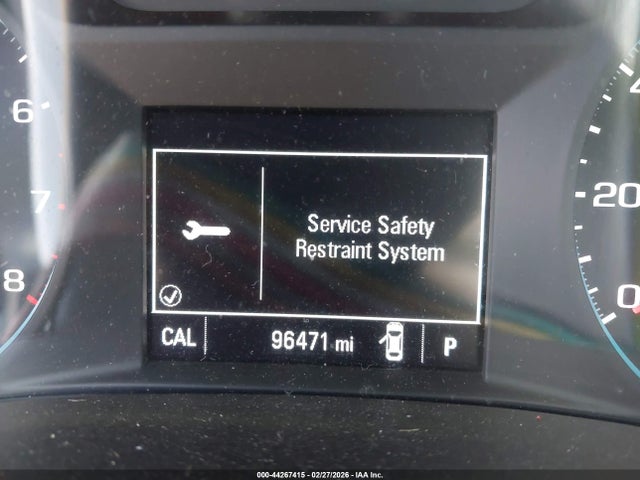 6
7
8
Service Safety
Restraint System
CAL
96471 mi
P
4
20
0
000-44267415 - 02/27/2026 - IAA Inc.